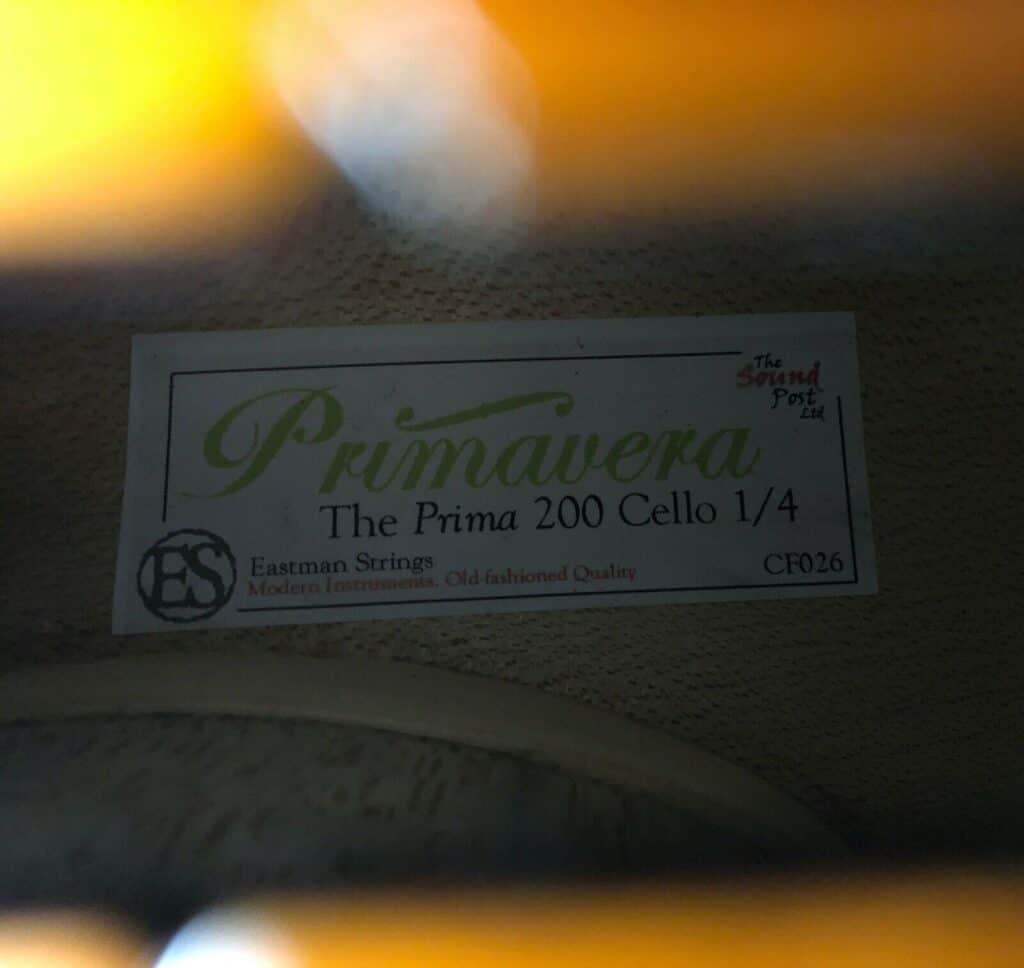 The
Sound
Post
Ltd
Primavera
The Prima 200 Cello 1/4
ES
Eastman Strings
Modern Instruments. Old-fashioned Quality
CF026